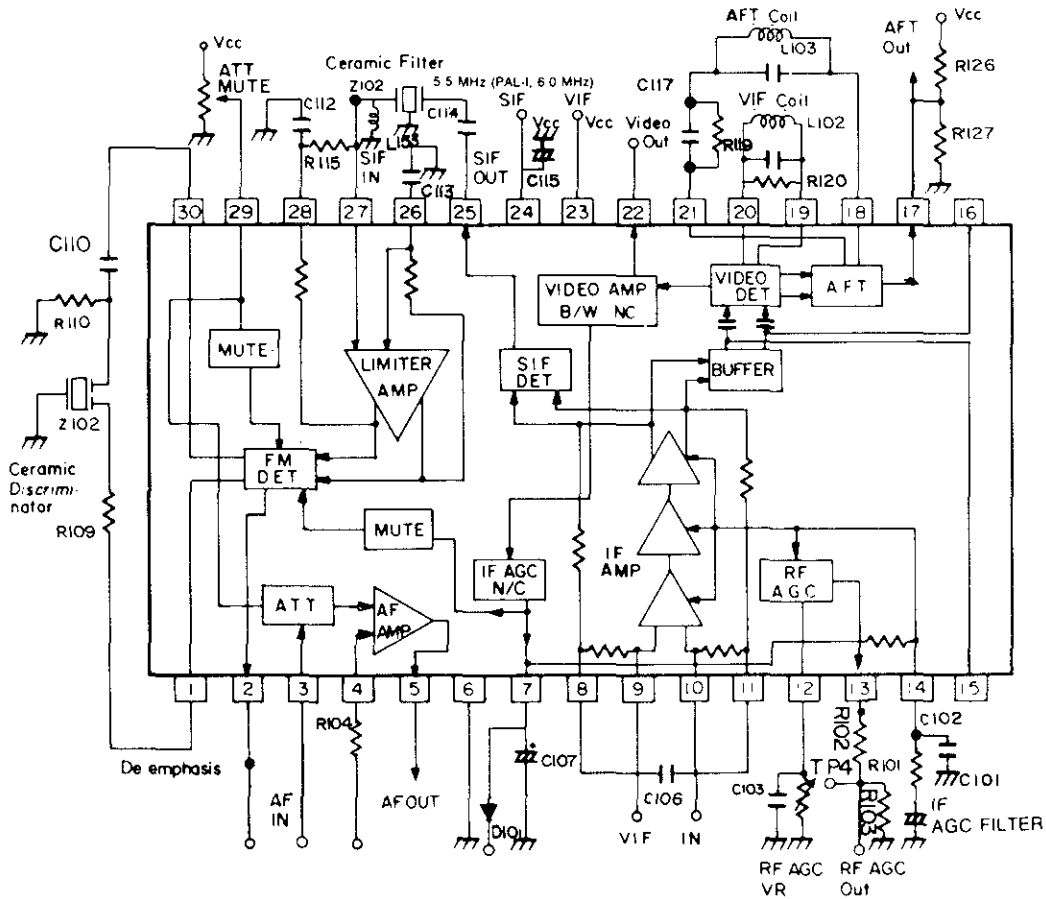 AFT Coil
L103
Vcc
AFT
Out
R126
R127
Vcc
ATT
MUTE
Ceramic Filter
Z102
5.5 MHz (PAL-I, 6.0 MHz)
C112
C114
SIF
Vcc
VIF
Vcc
Video
Out
C117
VIF Coil
L102
R119
R120
R115
SIF
IN
L153
C113
SIF
OUT
C115
30
29
28
27
26
25
24
23
22
21
20
19
18
17
16
C110
R110
Z102
Ceramic
Discrimi-
nator
R109
MUTE
LIMITER
AMP
FM
DET
MUTE
SIF
DET
VIDEO AMP
B/W NC
VIDEO
DET
AFT
BUFFER
IF
AMP
IF AGC
N/C
RF
AGC
ATT
AF
AMP
1
2
3
4
5
6
7
8
9
10
11
12
13
14
15
De emphasis
AF
IN
R104
AFOUT
D101
C107
C106
VIF
IN
C103
RF AGC
VR
R102
TP4
R101
R103
RF AGC
Out
C102
C101
IF
AGC FILTER